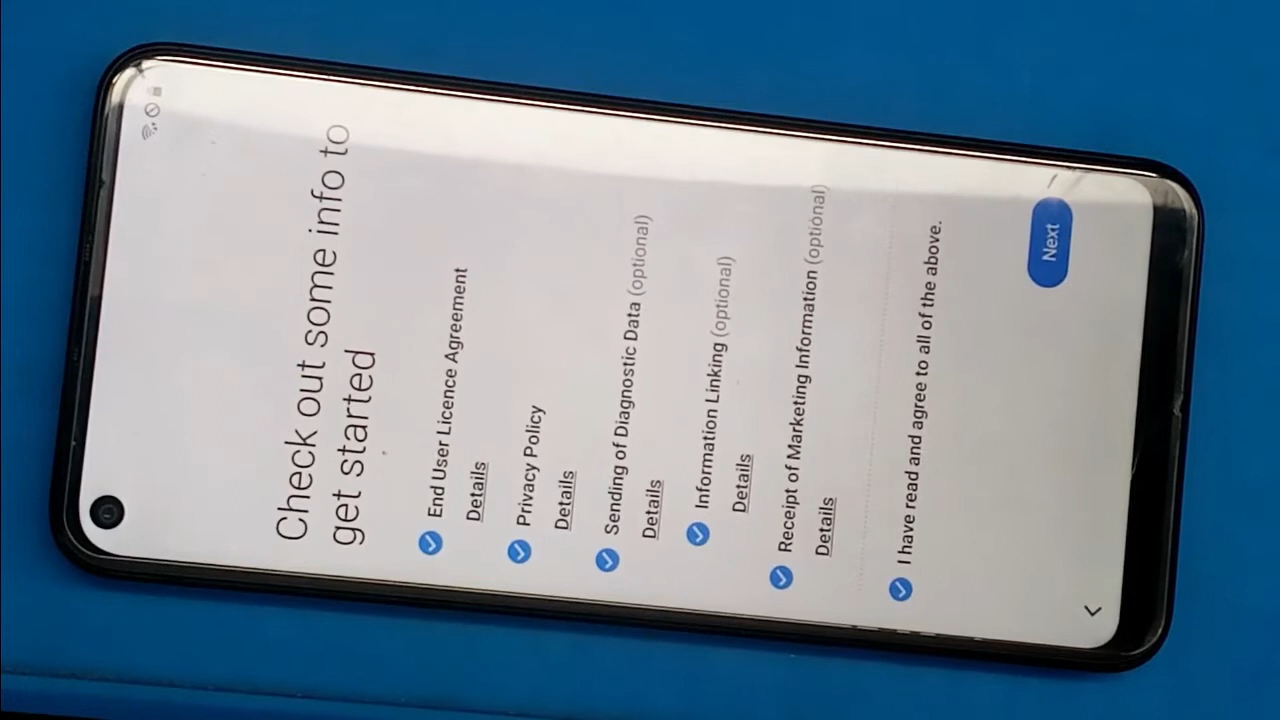 Check out some info to
get started
End User Licence Agreement
Details
Privacy Policy
Details
Sending of Diagnostic Data (optional)
Details
Information Linking (optional)
Details
Receipt of Marketing Information (optional)
Details
I have read and agree to all of the above.
Next